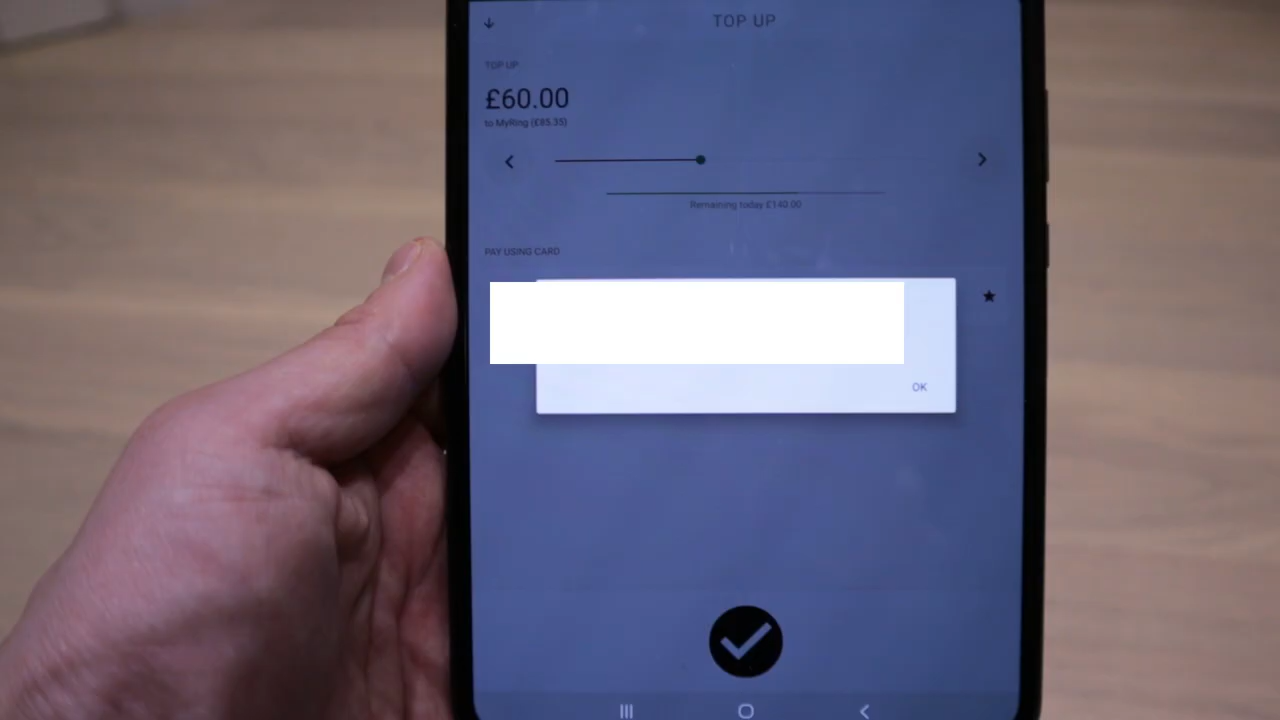 TOP UP
TOP UP
£60.00
to MyRing (£85.35)
Remaining today £140.00
PAY USING CARD
OK